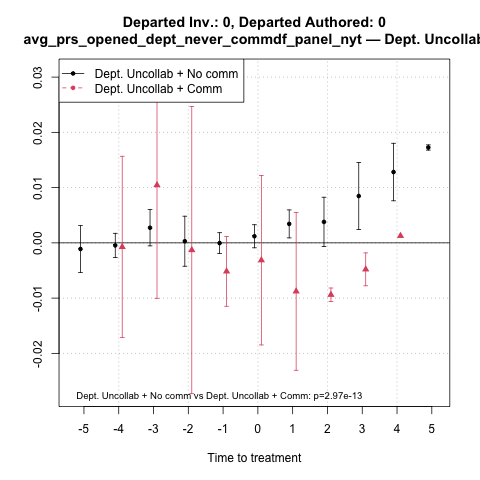 Departed Inv.: 0, Departed Authored: 0
avg_prs_opened_dept_never_commdf_panel_nyt — Dept. Uncollab
Dept. Uncollab + No comm
Dept. Uncollab + Comm
0.03
0.02
0.01
0.00
-0.01
-0.02
Dept. Uncollab + No comm vs Dept. Uncollab + Comm: p=2.97e-13
-5 -4 -3 -2 -1 0 1 2 3 4 5
Time to treatment